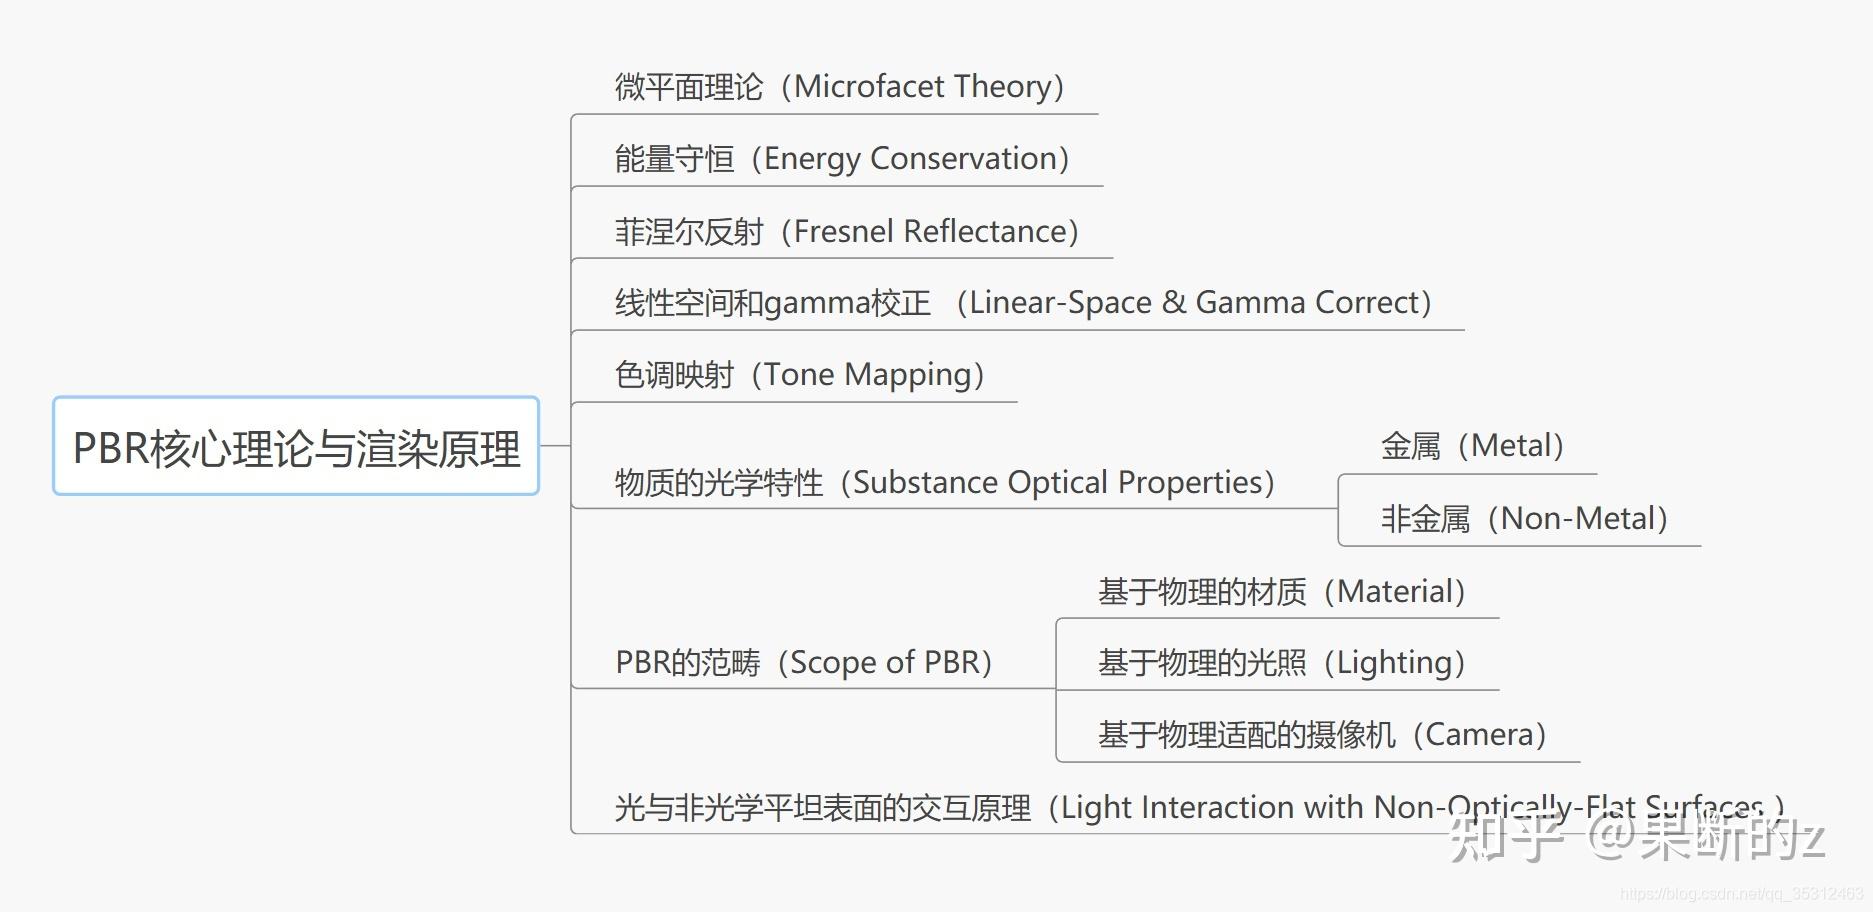 微平面理论（Microfacet Theory）
能量守恒（Energy Conservation）
菲涅尔反射（Fresnel Reflectance）
线性空间和gamma校正 （Linear-Space & Gamma Correct）
色调映射（Tone Mapping）
PBR核心理论与渲染原理
物质的光学特性（Substance Optical Properties）
金属（Metal）
非金属（Non-Metal）
PBR的范畴（Scope of PBR）
基于物理的材质（Material）
基于物理的光照（Lighting）
基于物理适配的摄像机（Camera）
光与非光学平坦表面的交互原理（Light Interaction with Non-Optically-Flat Surfaces ）
知乎 @果断的z
https://blog.csdn.net/qq_35312463